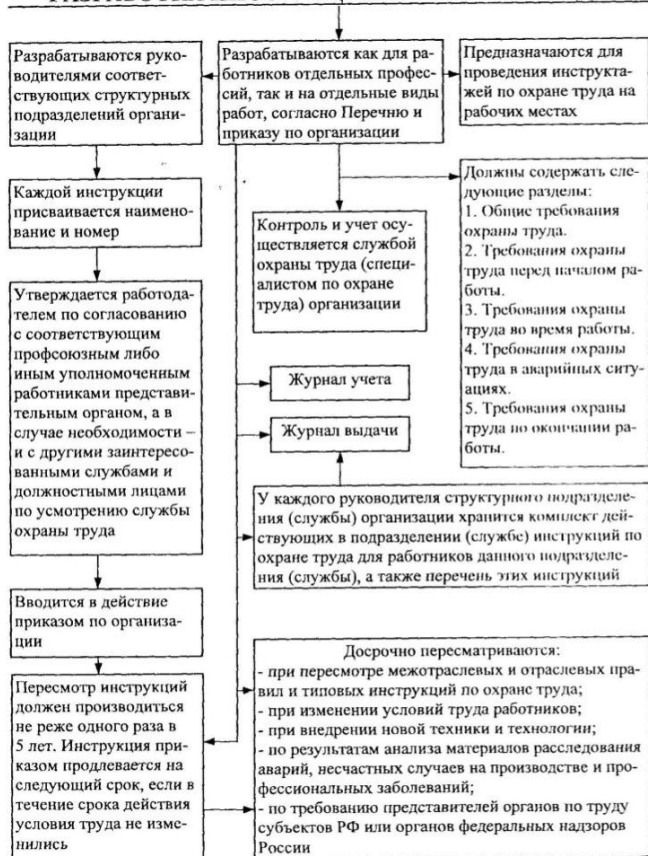 Разрабатываются руко-
водителями соответ-
ствующих структурных
подразделений органи-
зации
Разрабатываются как для ра-
ботников отдельных профес-
сий, так и на отдельные виды
работ, согласно Перечню и
приказу по организации
Предназначаются для
проведения инструкта-
жей по охране труда на
рабочих местах
Каждой инструкции
присваивается наимено-
вание и номер
Контроль и учет осу-
ществляется службой
охраны труда (специ-
алистом по охране
труда) организации
Должны содержать сле-
дующие разделы:
1. Общие требования
охраны труда.
2. Требования охраны
труда перед началом ра-
боты.
3. Требования охраны
труда во время работы.
4. Требования охраны
труда в аварийных ситу-
ациях.
5. Требования охраны
труда по окончании ра-
боты.
Утверждается работода-
телем по согласованию
с соответствующим
профсоюзным либо
иным уполномоченным
работниками представи-
тельным органом, а в
случае необходимости –
и с другими заинтересо-
ванными службами и
должностными лицами
по усмотрению службы
охраны труда
Журнал учета
Журнал выдачи
У каждого руководителя структурного подразделе-
ния (службы) организации хранится комплект дей-
ствующих в подразделении (службе) инструкций по
охране труда для работников данного подразделе-
ния (службы), а также перечень этих инструкций
Вводится в действие
приказом по организа-
ции
Пересмотр инструкций
должен производиться
не реже одного раза в
5 лет. Инструкция при-
казом продлевается на
следующий срок, если в
течение срока действия
условия труда не изме-
нились
Досрочно пересматриваются:
- при пересмотре межотраслевых и отраслевых пра-
вил и типовых инструкций по охране труда;
- при изменении условий труда работников;
- при внедрении новой техники и технологии;
- по результатам анализа материалов расследования
аварий, несчастных случаев на производстве и про-
фессиональных заболеваний;
- по требованию представителей органов по труду
субъектов РФ или органов федеральных надзоров
России